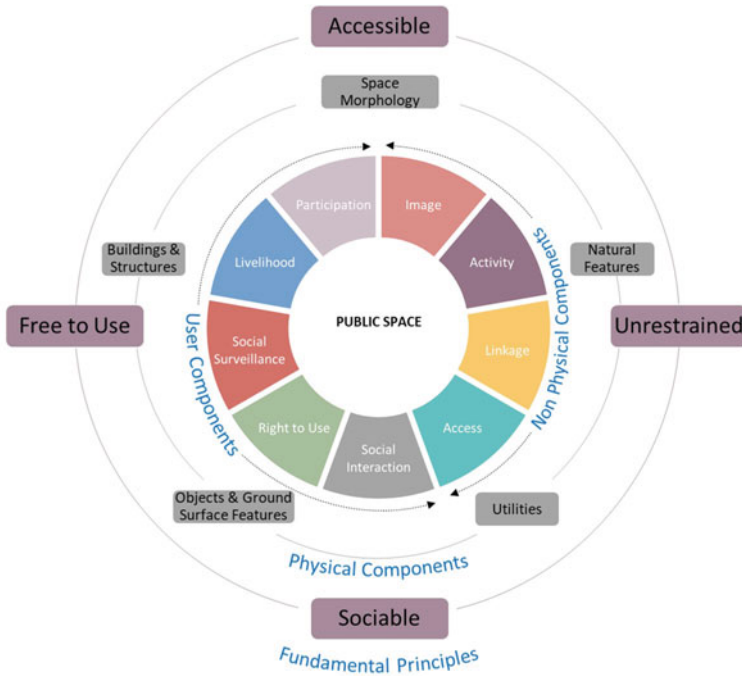 Accessible
Space
Morphology
Participation
Image
Buildings &
Structures
Livelihood
Activity
Natural
Features
Free to Use
PUBLIC SPACE
Unrestrained
Social
Surveillance
Linkage
User Components
Non Physical Components
Right to Use
Social
Interaction
Access
Objects & Ground
Surface Features
Utilities
Physical Components
Sociable
Fundamental Principles